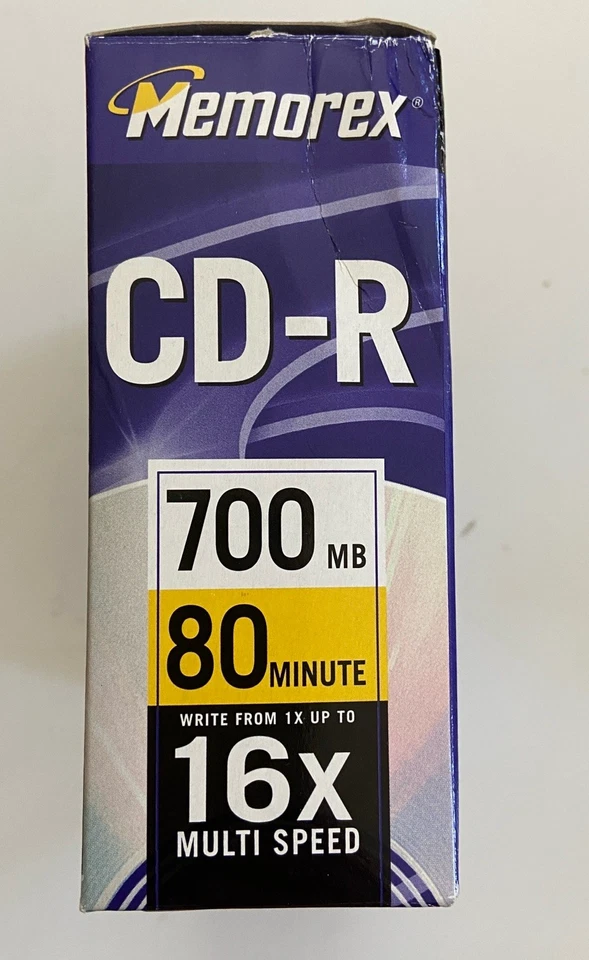 Memorex®
CD-R
700 MB
80 MINUTE
WRITE FROM 1X UP TO
16X
MULTI SPEED